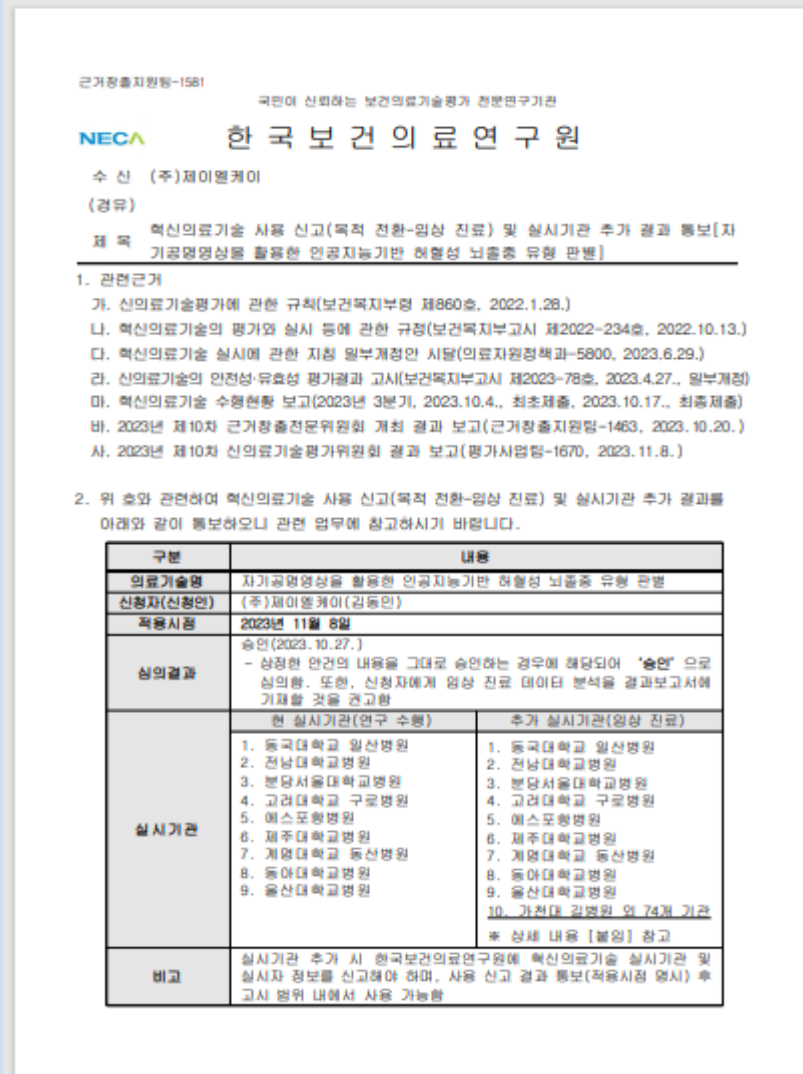 근거창출지원팀-1581
국민이 신뢰하는 보건의료기술평가 전문연구기관
NECA 한국보건의료연구원
수 신 (주)제이엘케이
(경유)
제 목 혁신의료기술 사용 신고(목적 전환-임상 진료) 및 실시기관 추가 결과 통보[자
기공명영상을 활용한 인공지능기반 허혈성 뇌졸중 유형 판별]
1. 관련근거
가. 신의료기술평가에 관한 규칙(보건복지부령 제860호, 2022.1.28.)
나. 혁신의료기술의 평가와 실시 등에 관한 규정(보건복지부고시 제2022-234호, 2022.10.13.)
다. 혁신의료기술 실시에 관한 지침 일부개정안 시달(의료자원정책과-5800, 2023.6.29.)
라. 신의료기술의 안전성·유효성 평가결과 고시(보건복지부고시 제2023-78호, 2023.4.27., 일부개정)
마. 혁신의료기술 수행현황 보고(2023년 3분기, 2023.10.4., 최초제출, 2023.10.17., 최종제출)
바. 2023년 제10차 근거창출전문위원회 개최 결과 보고(근거창출지원팀-1463, 2023.10.20.)
사. 2023년 제10차 신의료기술평가위원회 결과 보고(평가사업팀-1670, 2023.11.8.)
2. 위 호와 관련하여 혁신의료기술 사용 신고(목적 전환-임상 진료) 및 실시기관 추가 결과를
아래와 같이 통보하오니 관련 업무에 참고하시기 바랍니다.
구분 내용
의료기술명 자기공명영상을 활용한 인공지능기반 허혈성 뇌졸중 유형 판별
신청자(신청인) (주)제이엘케이(김동민)
적용시점 2023년 11월 8일
심의결과 승인(2023.10.27.)
- 상정한 안건의 내용을 그대로 승인하는 경우에 해당되어 '승인' 으로
심의함. 또한, 신청자에게 임상 진료 데이터 분석을 결과보고서에
기재할 것을 권고함
실시기관
현 실시기관(연구 수행)
1. 동국대학교 일산병원
2. 전남대학교병원
3. 분당서울대학교병원
4. 고려대학교 구로병원
5. 에스포항병원
6. 제주대학교병원
7. 계명대학교 동산병원
8. 동아대학교병원
9. 울산대학교병원
추가 실시기관(임상 진료)
1. 동국대학교 일산병원
2. 전남대학교병원
3. 분당서울대학교병원
4. 고려대학교 구로병원
5. 에스포항병원
6. 제주대학교병원
7. 계명대학교 동산병원
8. 동아대학교병원
9. 울산대학교병원
10. 가천대 길병원 외 74개 기관
※ 상세 내용 [붙임] 참고
비고 실시기관 추가 시 한국보건의료연구원에 혁신의료기술 실시기관 및
실시자 정보를 신고해야 하며, 사용 신고 결과 통보(적용시점 명시) 후
고시 범위 내에서 사용 가능함